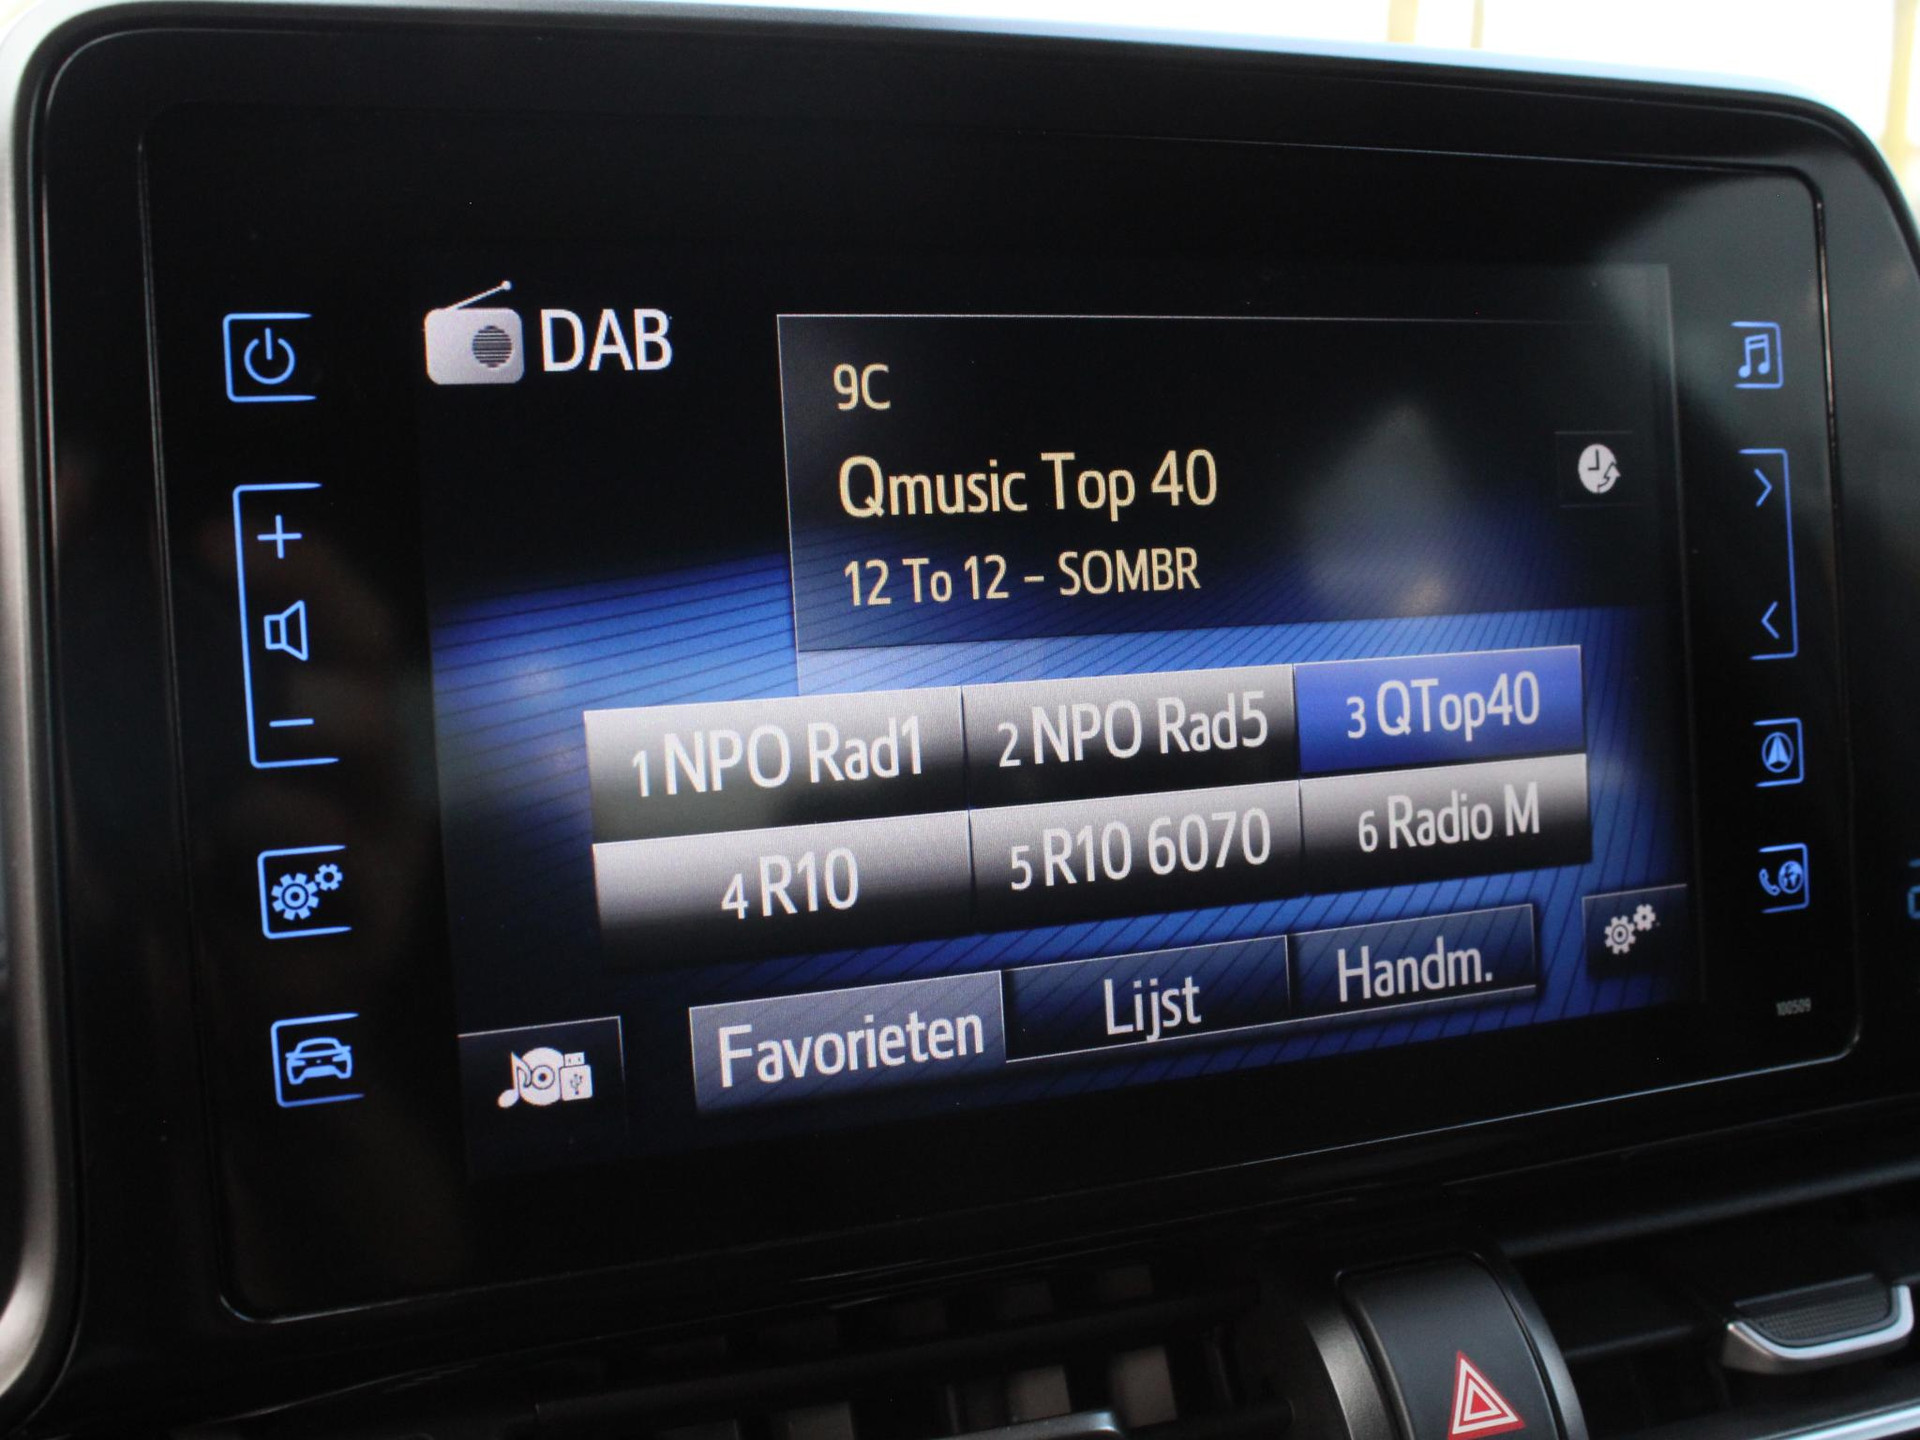 DAB
9C
Qmusic Top 40
12 To 12 - SOMBR
1 NPO Rad1
2 NPO Rad5
3 QTop40
4 R10
5 R10 6070
6 Radio M
Favorieten
Lijst
Handm.
100509